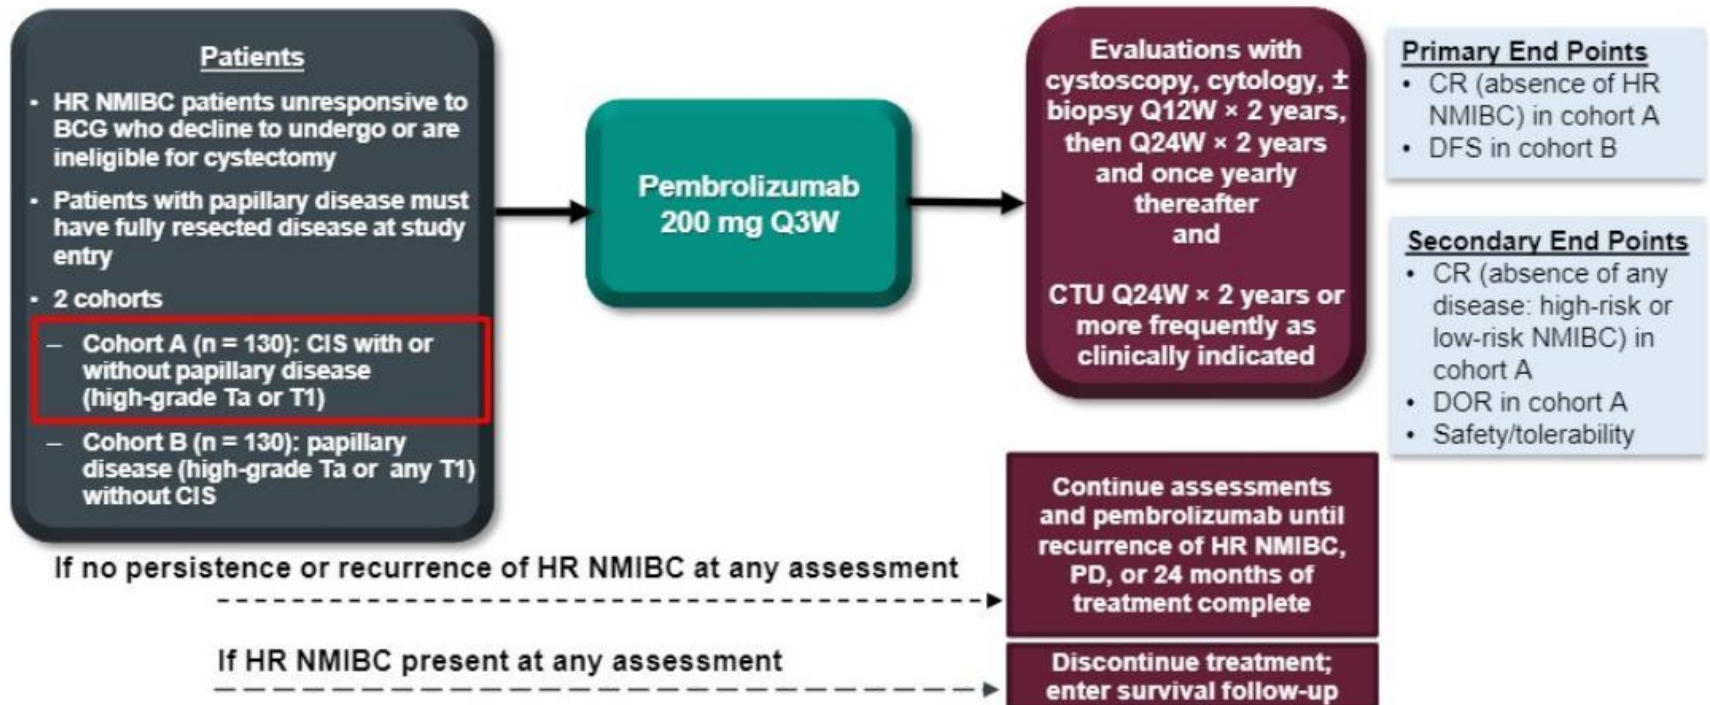 Patients
• HR NMIBC patients unresponsive to
BCG who decline to undergo or are
ineligible for cystectomy
• Patients with papillary disease must
have fully resected disease at study
entry
• 2 cohorts
– Cohort A (n = 130): CIS with or
without papillary disease
(high-grade Ta or T1)
– Cohort B (n = 130): papillary
disease (high-grade Ta or any T1)
without CIS
Pembrolizumab
200 mg Q3W
Evaluations with
cystoscopy, cytology, ±
biopsy Q12W × 2 years,
then Q24W × 2 years
and once yearly
thereafter
and
CTU Q24W × 2 years or
more frequently as
clinically indicated
Primary End Points
• CR (absence of HR
NMIBC) in cohort A
• DFS in cohort B
Secondary End Points
• CR (absence of any
disease: high-risk or
low-risk NMIBC) in
cohort A
• DOR in cohort A
• Safety/tolerability
If no persistence or recurrence of HR NMIBC at any assessment
Continue assessments
and pembrolizumab until
recurrence of HR NMIBC,
PD, or 24 months of
treatment complete
If HR NMIBC present at any assessment
Discontinue treatment;
enter survival follow-up